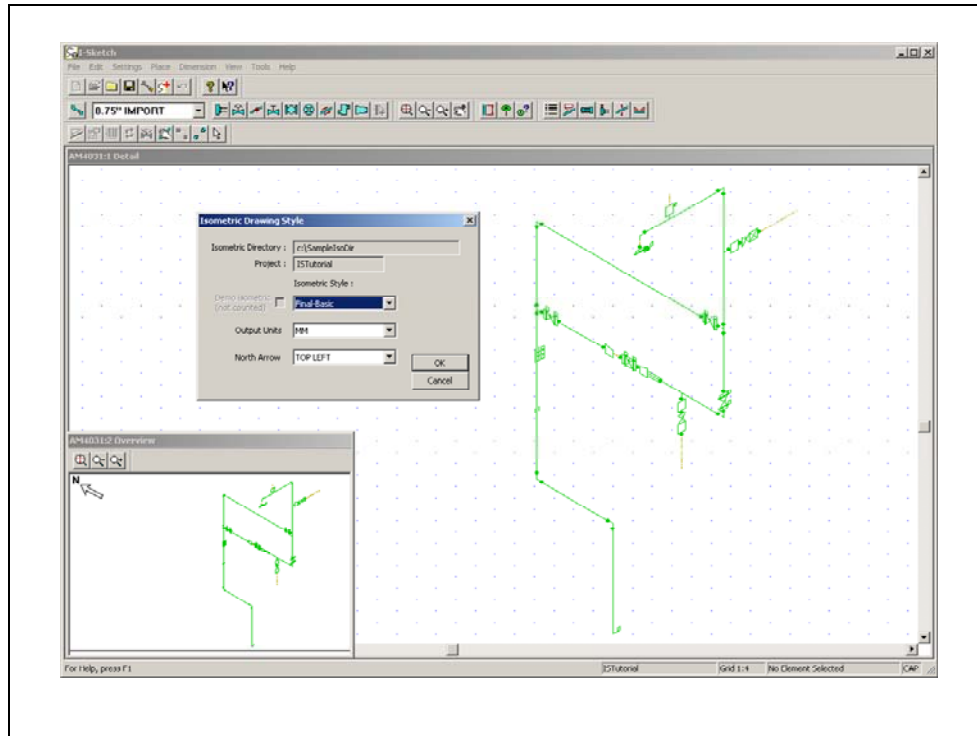 I-Sketch
File Edit Settings Place Dimension View Tools Help
0.75" IMPORT
AM4031:1 Detail
Isometric Drawing Style
Isometric Directory : c:\SampleIsoDir
Project : ISTutorial
Isometric Style :
Demo isometric
(not counted)
Final-Basic
Output Units MM
North Arrow TOP LEFT
OK
Cancel
AM4031:2 Overview
N
For Help, press F1
ISTutorial
Grid 1:4
No Element Selected
CAP